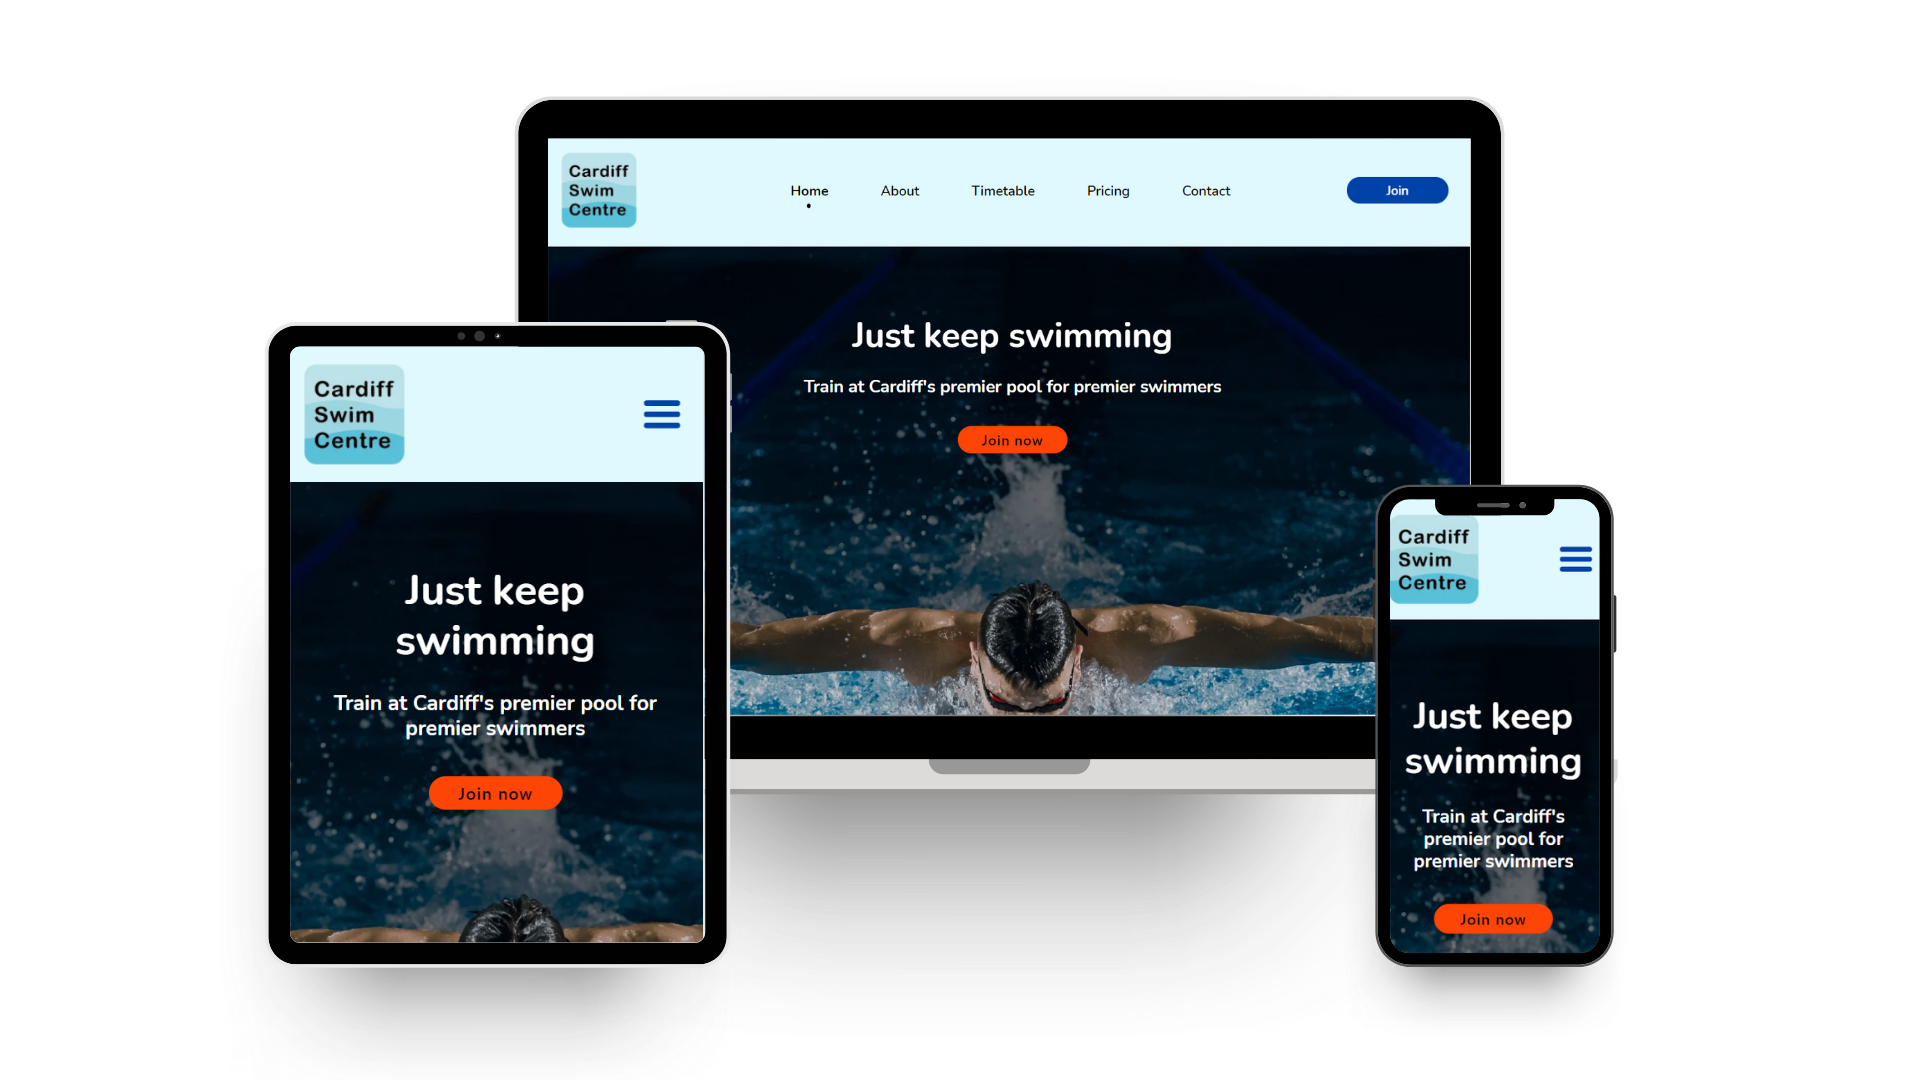 Cardiff
Swim
Centre
Home
About
Timetable
Pricing
Contact
Join
Just keep swimming
Train at Cardiff's premier pool for premier swimmers
Join now
Cardiff
Swim
Centre
Just keep
swimming
Train at Cardiff's premier pool for
premier swimmers
Join now
Cardiff
Swim
Centre
Just keep
swimming
Train at Cardiff's
premier pool for
premier swimmers
Join now